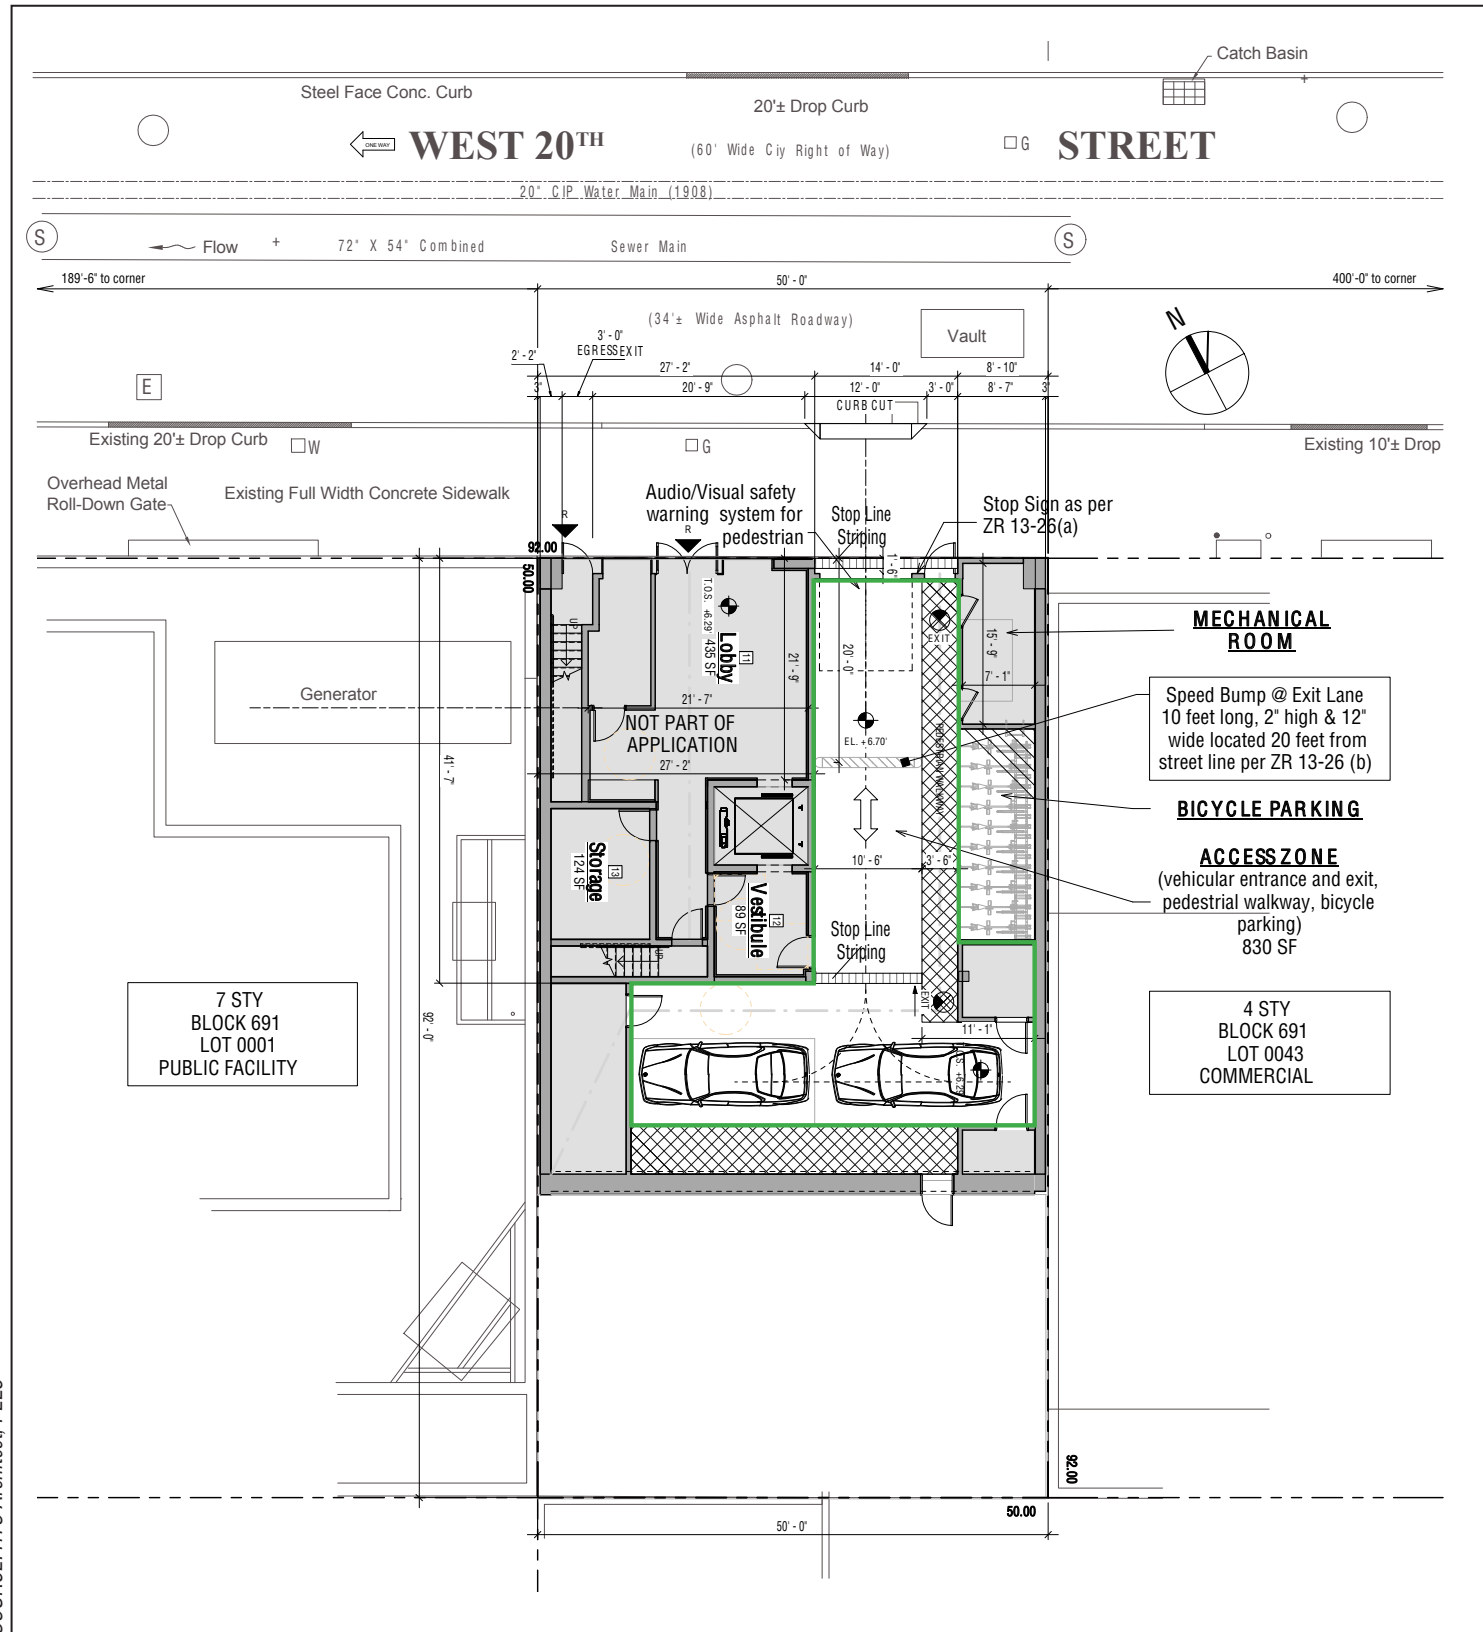 Catch Basin
Steel Face Conc. Curb
20'± Drop Curb
ONE WAY
WEST 20TH
(60' Wide Ciy Right of Way)
G
STREET
20" CIP Water Main (1908)
S
Flow
72" X 54" Combined
Sewer Main
S
189'-6" to corner
50' - 0"
400'-0" to corner
(34'± Wide Asphalt Roadway)
Vault
N
3' - 0"
EGRESS EXIT
2' - 2"
27' - 2"
14' - 0"
8' - 10"
E
3"
20' - 9"
12' - 0"
3' - 0"
8' - 7"
3"
CURB CUT
Existing 20'± Drop Curb
W
G
Existing 10'± Drop
Overhead Metal
Roll-Down Gate
Existing Full Width Concrete Sidewalk
Audio/Visual safety
warning system for
pedestrian
Stop Line
Striping
Stop Sign as per
ZR 13-26(a)
R
R
92.00
50.00
1' - 6"
T.O.S. +6.29'
11
Lobby
435 SF
UP
EXIT
MECHANICAL
ROOM
15' - 9"
7' - 1"
20' - 0"
21' - 9"
Generator
21' - 7"
NOT PART OF
APPLICATION
27' - 2"
EL. +6.70'
PEDESTRIAN WALKWAY
Speed Bump @ Exit Lane
10 feet long, 2" high & 12"
wide located 20 feet from
street line per ZR 13-26 (b)
41' - 7"
BICYCLE PARKING
10' - 6"
3' - 6"
ACCESS ZONE
(vehicular entrance and exit,
pedestrial walkway, bicycle
parking)
830 SF
13
Storage
124 SF
12
Vestibule
89 SF
Stop Line
Striping
UP
EXIT
7 STY
BLOCK 691
LOT 0001
PUBLIC FACILITY
92' - 0"
11' - 1"
4 STY
BLOCK 691
LOT 0043
COMMERCIAL
92.00
50.00
50' - 0"